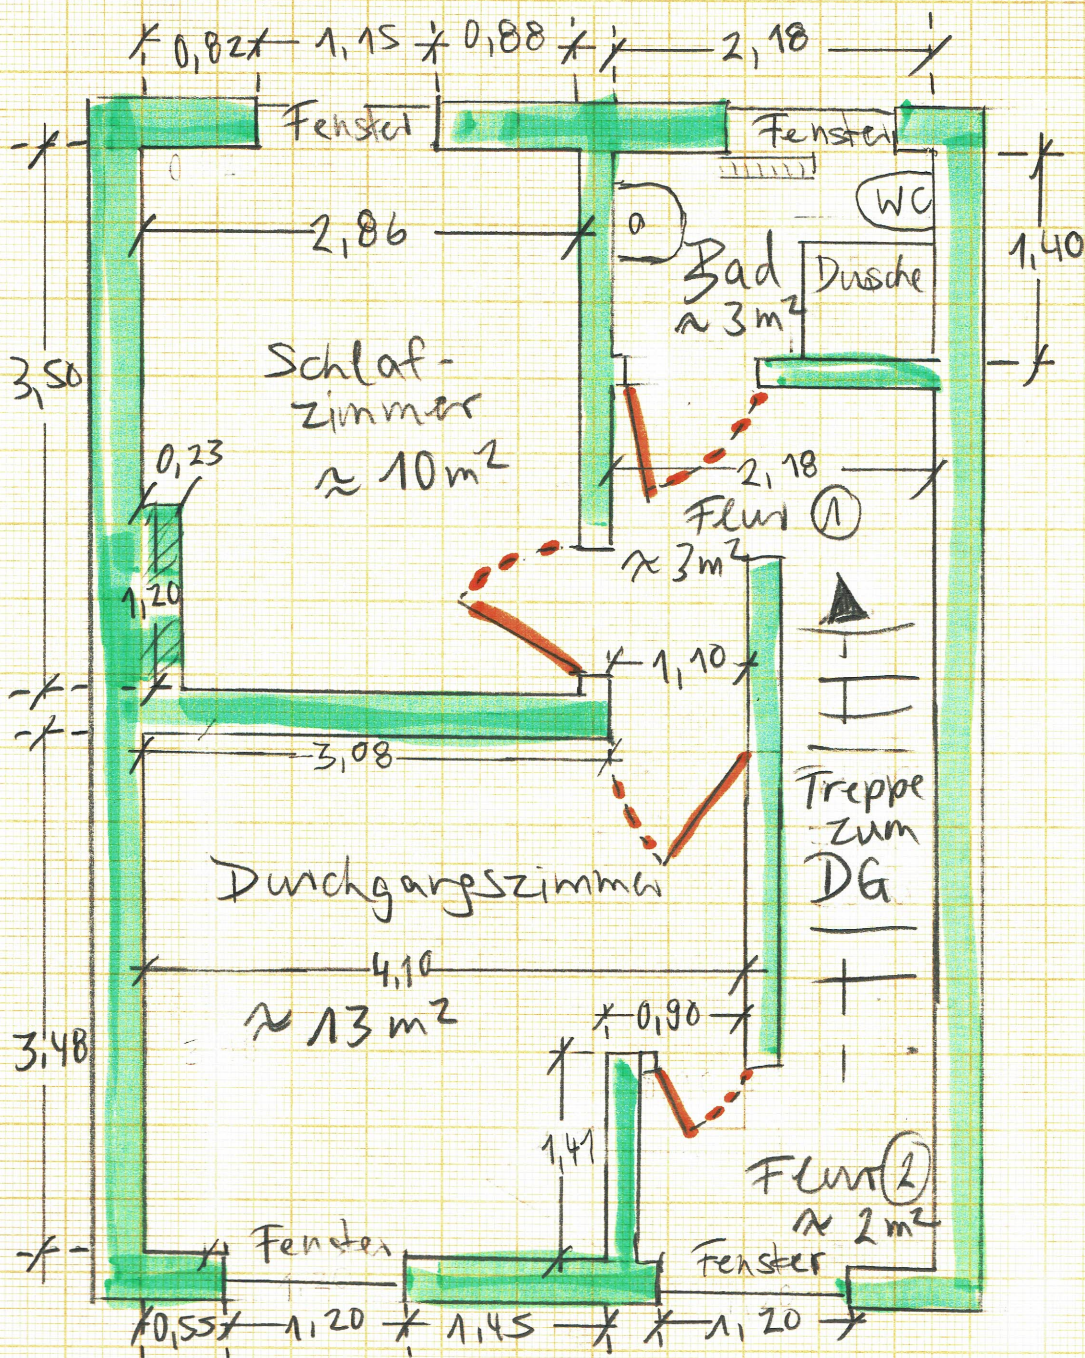 0,82 1,15 0,88 2,18
Fenster Fenster
WC
2,86
1,40
Bad
≈ 3 m²
Dusche
Schlaf-
zimmer
≈ 10 m²
3,50
0,23
2,18
Flur ①
≈ 3 m²
1,20
1,10
3,08
Treppe
zum
DG
Durchgangszimmer
4,10
≈ 13 m²
0,90
3,48
1,41
Flur ②
≈ 2 m²
Fenster Fenster
0,55 1,20 1,45 1,20